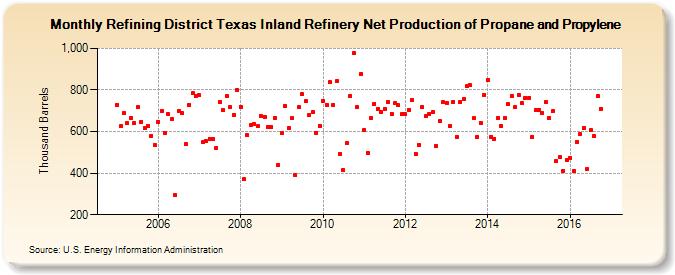 Monthly Refining District Texas Inland Refinery Net Production of Propane and Propylene
Thousand Barrels
1,000
800
600
400
200
2006 2008 2010 2012 2014 2016
Source: U.S. Energy Information Administration